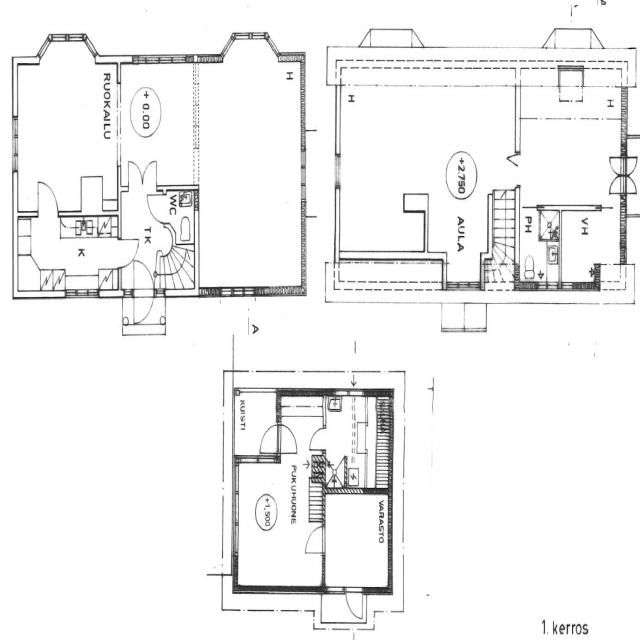 RUOKAILU
+ 0.00
H
WC
TK
K
A
H
H
+2.750
AULA
PH
VH
KUISTI
PUKUHUONE
+1,500
VARASTO
1. kerros